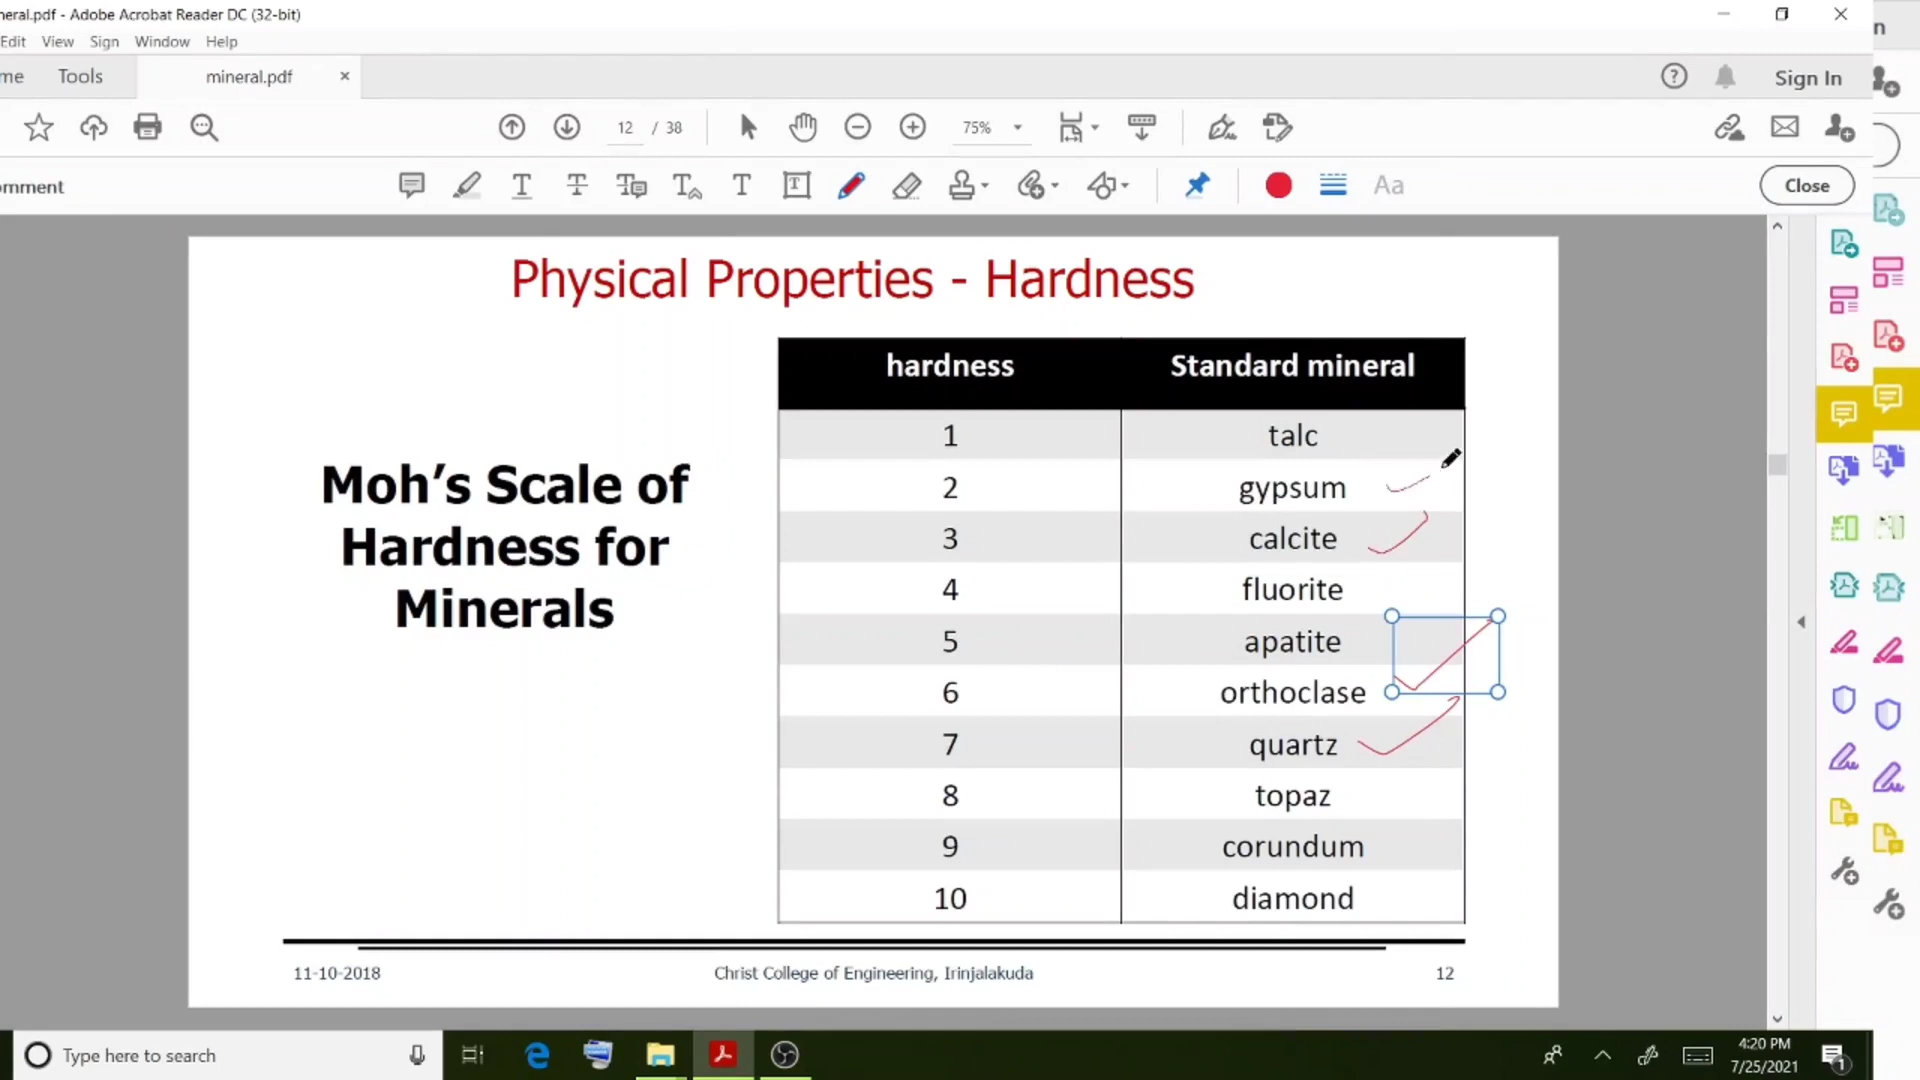 neral.pdf - Adobe Acrobat Reader DC (32-bit)
Edit View Sign Window Help
me Tools mineral.pdf Sign In
12 / 38 75%
omment Aa Close
Physical Properties - Hardness
Moh’s Scale of
Hardness for
Minerals
hardness Standard mineral
1 talc
2 gypsum
3 calcite
4 fluorite
5 apatite
6 orthoclase
7 quartz
8 topaz
9 corundum
10 diamond
11-10-2018 Christ College of Engineering, Irinjalakuda 12
Type here to search
4:20 PM
7/25/2021
1
n